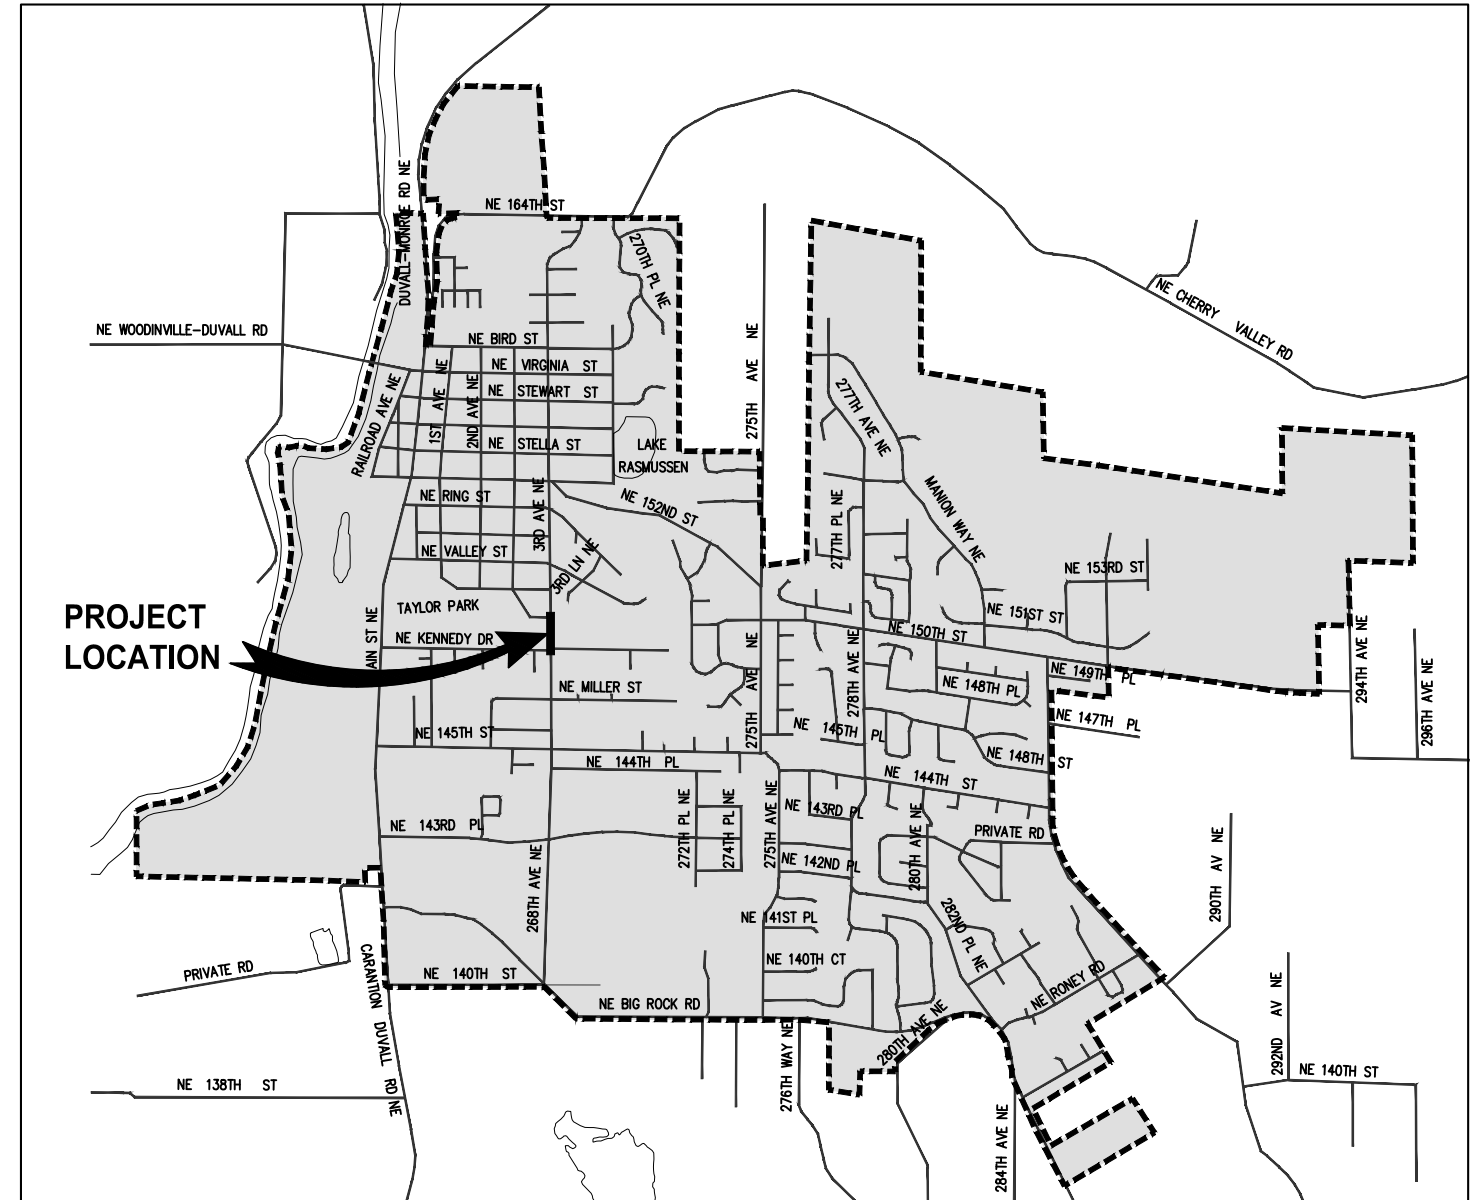 DUVALL-MONROE RD NE
NE 164TH ST
270TH PL NE
NE WOODINVILLE-DUVALL RD
NE BIRD ST
275TH AVE NE
NE CHERRY VALLEY RD
NE VIRGINIA ST
RAILROAD AVE NE
1ST AVE NE
2ND AVE NE
NE STEWART ST
277TH AVE NE
NE STELLA ST
LAKE
RASMUSSEN
NE RING ST
3RD AVE NE
NE 152ND ST
277TH PL NE
MANION WAY NE
NE VALLEY ST
3RD LN NE
NE 153RD ST
PROJECT
LOCATION
TAYLOR PARK
NE 151ST ST
AIN ST NE
NE KENNEDY DR
NE 150TH ST
294TH AVE NE
296TH AVE NE
NE 149TH PL
NE MILLER ST
275TH AVE NE
278TH AVE NE
NE 148TH PL
NE 147TH PL
NE 145TH ST
NE 145TH PL
NE 148TH ST
NE 144TH PL
NE 144TH ST
272TH PL NE
274TH PL NE
275TH AVE NE
NE 143RD PL
280TH AVE NE
NE 143RD PL
PRIVATE RD
268TH AVE NE
NE 142ND PL
290TH AV NE
NE 141ST PL
282ND PL NE
NE 140TH CT
PRIVATE RD
CARANTION DUVALL RD NE
NE 140TH ST
NE RONEY RD
NE BIG ROCK RD
280TH AVE NE
276TH WAY NE
292ND AV NE
NE 138TH ST
NE 140TH ST
284TH AVE NE